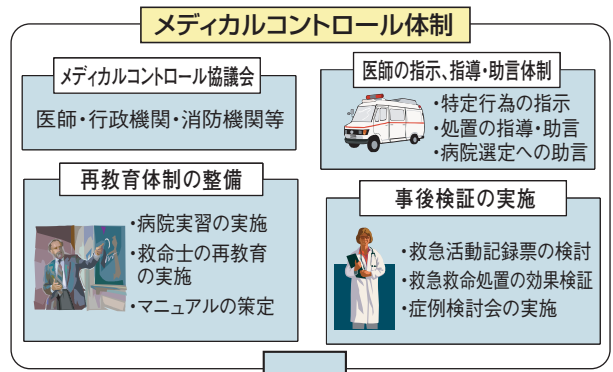 メディカルコントロール体制
メディカルコントロール協議会
医師・行政機関・消防機関等
医師の指示、指導・助言体制
・特定行為の指示
・処置の指導・助言
・病院選定への助言
再教育体制の整備
・病院実習の実施
・救命士の再教育
の実施
・マニュアルの策定
事後検証の実施
・救急活動記録票の検討
・救急救命処置の効果検証
・症例検討会の実施